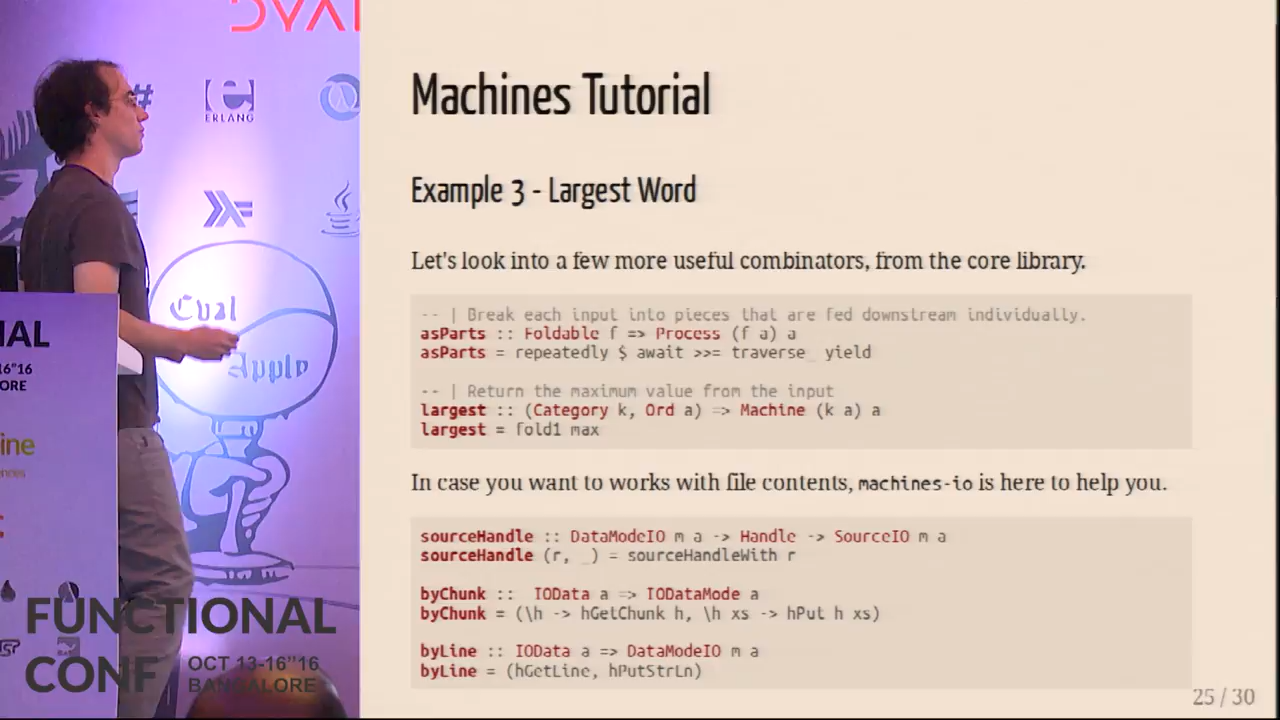 Machines Tutorial
Example 3 - Largest Word
Let's look into a few more useful combinators, from the core library.
-- | Break each input into pieces that are fed downstream individually.
asParts :: Foldable f => Process (f a) a
asParts = repeatedly $ await >>= traverse_ yield
-- | Return the maximum value from the input
largest :: (Category k, Ord a) => Machine (k a) a
largest = fold1 max
In case you want to works with file contents, machines-io is here to help you.
sourceHandle :: DataModeIO m a -> Handle -> SourceIO m a
sourceHandle (r, _) = sourceHandleWith r
byChunk :: IOData a => IODataMode a
byChunk = (\h -> hGetChunk h, \h xs -> hPut h xs)
byLine :: IOData a => DataModeIO m a
byLine = (hGetLine, hPutStrLn)
25 / 30
#
ERLANG
Eval
Apply
FUNCTIONAL
CONF
OCT 13-16"16
BANGALORE